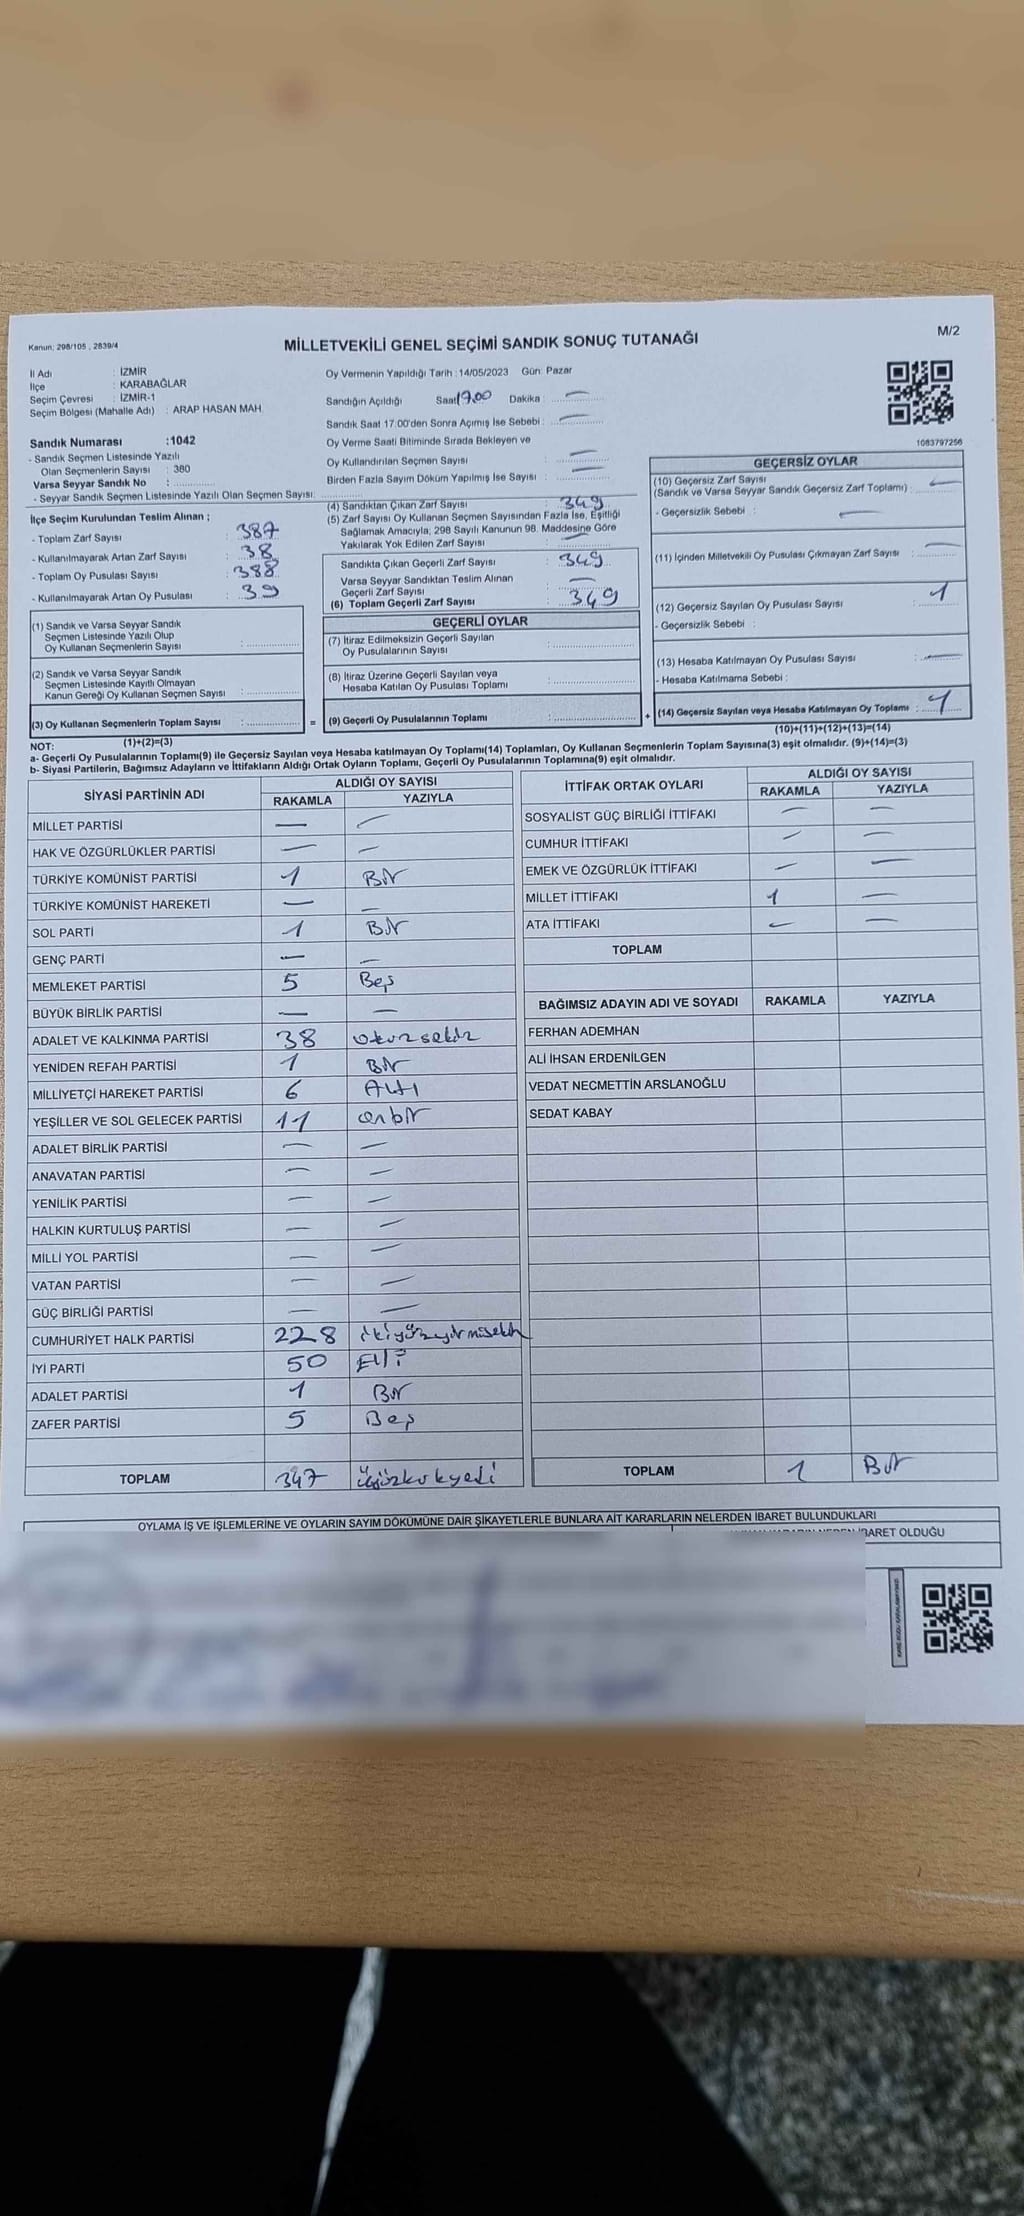 Kanun; 298/105 , 2839/4
MİLLETVEKİLİ GENEL SEÇİMİ SANDIK SONUÇ TUTANAĞI
M/2
İl Adı : İZMİR
İlçe : KARABAĞLAR
Seçim Çevresi : İZMİR-1
Seçim Bölgesi (Mahalle Adı) : ARAP HASAN MAH.
Sandık Numarası :1042
- Sandık Seçmen Listesinde Yazılı
Olan Seçmenlerin Sayısı : 380
Varsa Seyyar Sandık No :
- Seyyar Sandık Seçmen Listesinde Yazılı Olan Seçmen Sayısı:
Oy Vermenin Yapıldığı Tarih :14/05/2023 Gün: Pazar
Sandığın Açıldığı Saat 17.00 Dakika : —
Sandık Saat 17.00'den Sonra Açımış İse Sebebi : —
Oy Verme Saati Bitiminde Sırada Bekleyen ve
Oy Kullandırılan Seçmen Sayısı : —
Birden Fazla Sayım Döküm Yapılmış İse Sayısı : —
1083797256
İlçe Seçim Kurulundan Teslim Alınan ;
- Toplam Zarf Sayısı : 387
- Kullanılmayarak Artan Zarf Sayısı : 38
- Toplam Oy Pusulası Sayısı : 388
- Kullanılmayarak Artan Oy Pusulası : 39
(1) Sandık ve Varsa Seyyar Sandık
Seçmen Listesinde Yazılı Olup
Oy Kullanan Seçmenlerin Sayısı :
(2) Sandık ve Varsa Seyyar Sandık
Seçmen Listesinde Kayıtlı Olmayan
Kanun Gereği Oy Kullanan Seçmen Sayısı :
(3) Oy Kullanan Seçmenlerin Toplam Sayısı :
(1)+(2)=(3)
(4) Sandıktan Çıkan Zarf Sayısı : 349
(5) Zarf Sayısı Oy Kullanan Seçmen Sayısından Fazla İse, Eşitliği
Sağlamak Amacıyla; 298 Sayılı Kanunun 98. Maddesine Göre
Yakılarak Yok Edilen Zarf Sayısı : —
Sandıkta Çıkan Geçerli Zarf Sayısı : 349
Varsa Seyyar Sandıktan Teslim Alınan
Geçerli Zarf Sayısı : —
(6) Toplam Geçerli Zarf Sayısı : 349
GEÇERLİ OYLAR
(7) İtiraz Edilmeksizin Geçerli Sayılan
Oy Pusulalarının Sayısı :
(8) İtiraz Üzerine Geçerli Sayılan veya
Hesaba Katılan Oy Pusulası Toplamı :
= (9) Geçerli Oy Pusulalarının Toplamı :
GEÇERSİZ OYLAR
(10) Geçersiz Zarf Sayısı
(Sandık ve Varsa Seyyar Sandık Geçersiz Zarf Toplamı) : —
- Geçersizlik Sebebi : —
(11) İçinden Milletvekili Oy Pusulası Çıkmayan Zarf Sayısı : —
(12) Geçersiz Sayılan Oy Pusulası Sayısı : 1
- Geçersizlik Sebebi :
(13) Hesaba Katılmayan Oy Pusulası Sayısı : —
- Hesaba Katılmama Sebebi :
+ (14) Geçersiz Sayılan veya Hesaba Katılmayan Oy Toplamı : 1
(10)+(11)+(12)+(13)=(14)
NOT:
a- Geçerli Oy Pusulalarının Toplamı(9) ile Geçersiz Sayılan veya Hesaba katılmayan Oy Toplamı(14) Toplamları, Oy Kullanan Seçmenlerin Toplam Sayısına(3) eşit olmalıdır. (9)+(14)=(3)
b- Siyasi Partilerin, Bağımsız Adayların ve İttifakların Aldığı Ortak Oyların Toplamı, Geçerli Oy Pusulalarının Toplamına(9) eşit olmalıdır.
SİYASİ PARTİNİN ADI
ALDIĞI OY SAYISI
RAKAMLA YAZIYLA
MİLLET PARTİSİ — —
HAK VE ÖZGÜRLÜKLER PARTİSİ — —
TÜRKİYE KOMÜNİST PARTİSİ 1 Bir
TÜRKİYE KOMÜNİST HAREKETİ — —
SOL PARTİ 1 Bir
GENÇ PARTİ — —
MEMLEKET PARTİSİ 5 Beş
BÜYÜK BİRLİK PARTİSİ — —
ADALET VE KALKINMA PARTİSİ 38 otuzsekiz
YENİDEN REFAH PARTİSİ 1 Bir
MİLLİYETÇİ HAREKET PARTİSİ 6 Altı
YEŞİLLER VE SOL GELECEK PARTİSİ 11 onbir
ADALET BİRLİK PARTİSİ — —
ANAVATAN PARTİSİ — —
YENİLİK PARTİSİ — —
HALKIN KURTULUŞ PARTİSİ — —
MİLLİ YOL PARTİSİ — —
VATAN PARTİSİ — —
GÜÇ BİRLİĞİ PARTİSİ — —
CUMHURİYET HALK PARTİSİ 228 ikiyüzyirmisekiz
İYİ PARTİ 50 Elli
ADALET PARTİSİ 1 Bir
ZAFER PARTİSİ 5 Beş
TOPLAM 347 üçyüzkırkyedi
İTTİFAK ORTAK OYLARI
ALDIĞI OY SAYISI
RAKAMLA YAZIYLA
SOSYALİST GÜÇ BİRLİĞİ İTTİFAKI — —
CUMHUR İTTİFAKI — —
EMEK VE ÖZGÜRLÜK İTTİFAKI — —
MİLLET İTTİFAKI 1 —
ATA İTTİFAKI — —
TOPLAM
BAĞIMSIZ ADAYIN ADI VE SOYADI RAKAMLA YAZIYLA
FERHAN ADEMHAN
ALİ İHSAN ERDENİLGEN
VEDAT NECMETTİN ARSLANOĞLU
SEDAT KABAY
TOPLAM 1 Bir
OYLAMA İŞ VE İŞLEMLERİNE VE OYLARIN SAYIM DÖKÜMÜNE DAİR ŞİKAYETLERLE BUNLARA AİT KARARLARIN NELERDEN İBARET BULUNDUKLARI
İBARET OLDUĞU